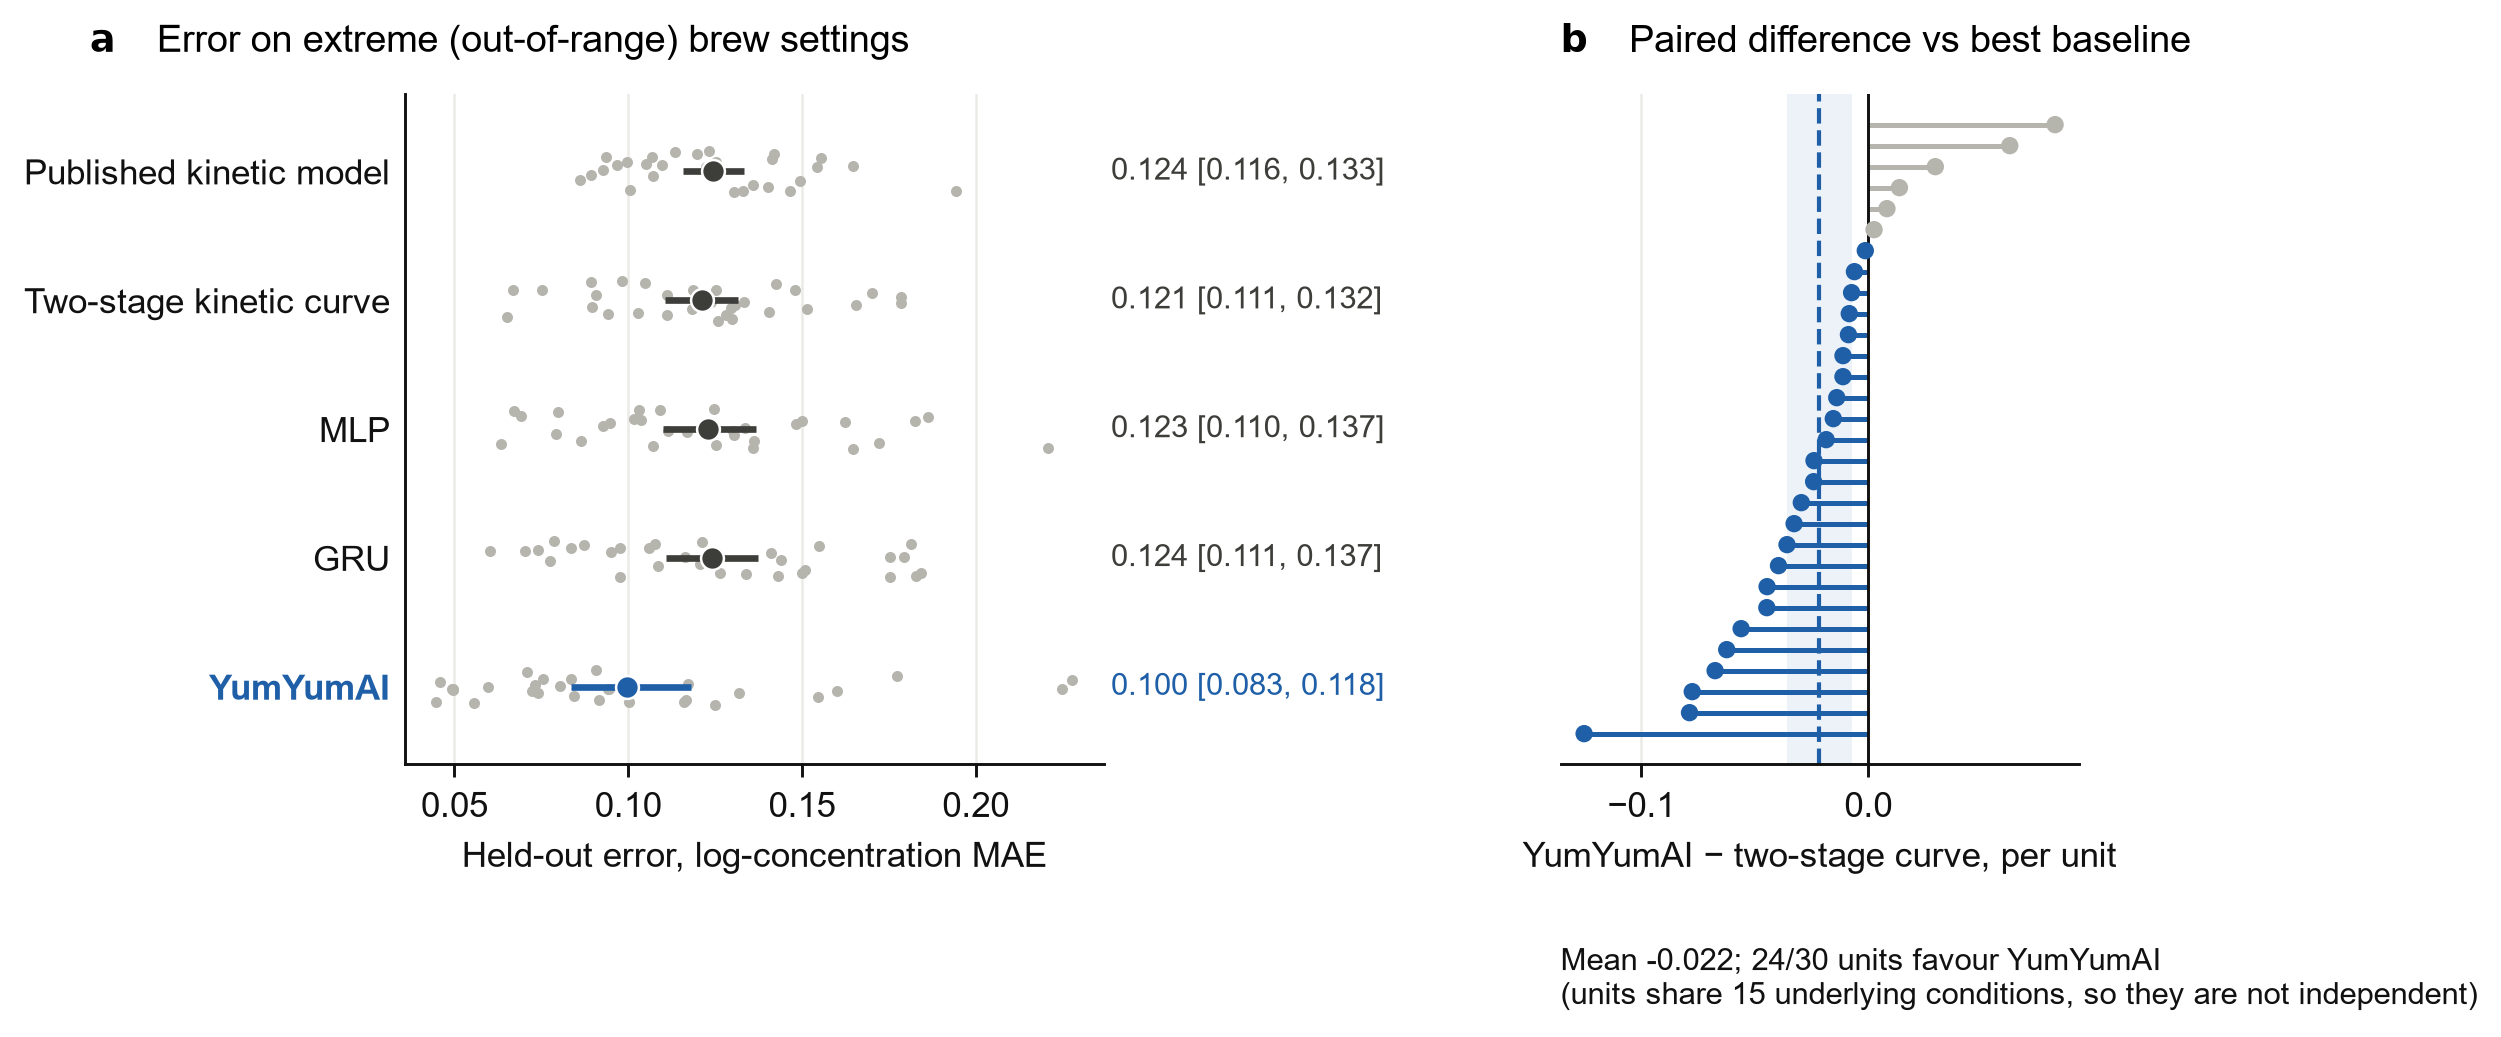 a Error on extreme (out-of-range) brew settings
Published kinetic model 0.124 [0.116, 0.133]
Two-stage kinetic curve 0.121 [0.111, 0.132]
MLP 0.123 [0.110, 0.137]
GRU 0.124 [0.111, 0.137]
YumYumAI 0.100 [0.083, 0.118]
0.05 0.10 0.15 0.20
Held-out error, log-concentration MAE
b Paired difference vs best baseline
−0.1 0.0
YumYumAI − two-stage curve, per unit
Mean -0.022; 24/30 units favour YumYumAI
(units share 15 underlying conditions, so they are not independent)